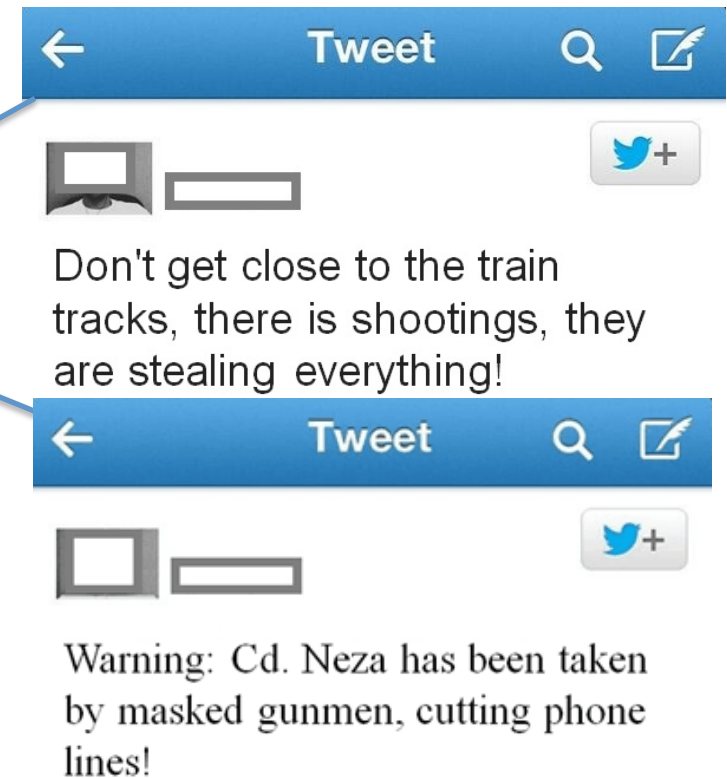 Tweet
+
Don't get close to the train
tracks, there is shootings, they
are stealing everything!
Tweet
+
Warning: Cd. Neza has been taken
by masked gunmen, cutting phone
lines!